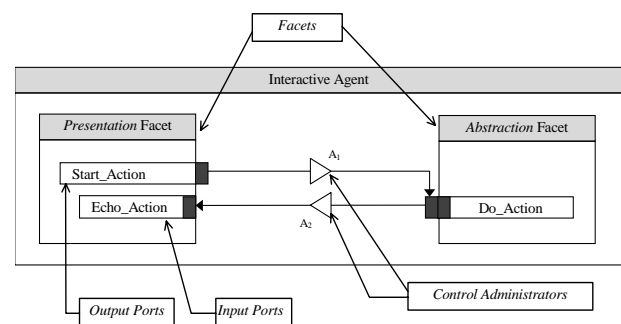 Facets
Interactive Agent
Presentation Facet
Abstraction Facet
Start_Action
A1
Echo_Action
Do_Action
A2
Output Ports
Input Ports
Control Administrators